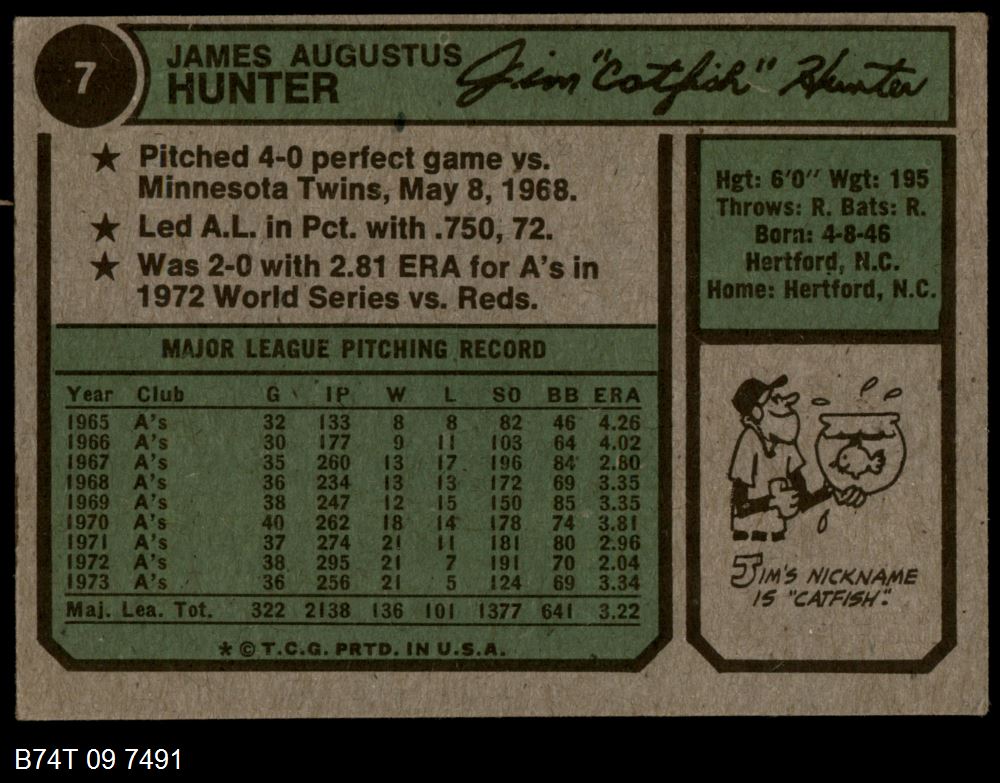 7
JAMES AUGUSTUS
HUNTER
Jim "Catfish" Hunter
★ Pitched 4-0 perfect game vs.
Minnesota Twins, May 8, 1968.
★ Led A.L. in Pct. with .750, 72.
★ Was 2-0 with 2.81 ERA for A's in
1972 World Series vs. Reds.
Hgt: 6'0" Wgt: 195
Throws: R. Bats: R.
Born: 4-8-46
Hertford, N.C.
Home: Hertford, N.C.
MAJOR LEAGUE PITCHING RECORD
Year Club G IP W L SO BB ERA
1965 A's 32 133 8 8 82 46 4.26
1966 A's 30 177 9 11 103 64 4.02
1967 A's 35 260 13 17 196 84 2.80
1968 A's 36 234 13 13 172 69 3.35
1969 A's 38 247 12 15 150 85 3.35
1970 A's 40 262 18 14 178 74 3.81
1971 A's 37 274 21 11 181 80 2.96
1972 A's 38 295 21 7 191 70 2.04
1973 A's 36 256 21 5 124 69 3.34
Maj. Lea. Tot. 322 2138 136 101 1377 641 3.22
* © T.C.G. PRTD. IN U.S.A.
JIM'S NICKNAME
IS "CATFISH".
B74T 09 7491